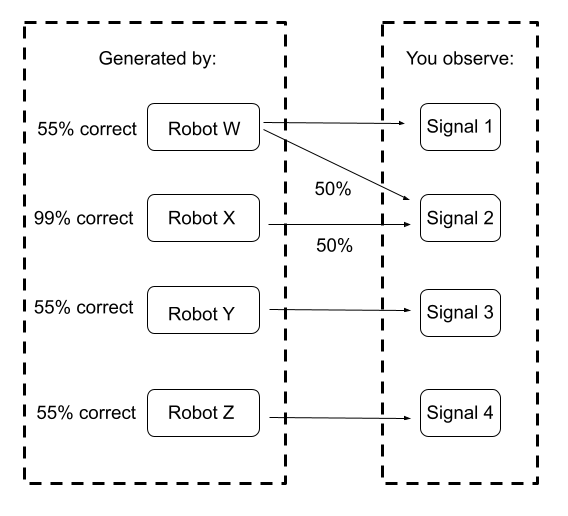 Generated by:
You observe:
55% correct
Robot W
Signal 1
50%
99% correct
Robot X
Signal 2
50%
55% correct
Robot Y
Signal 3
55% correct
Robot Z
Signal 4